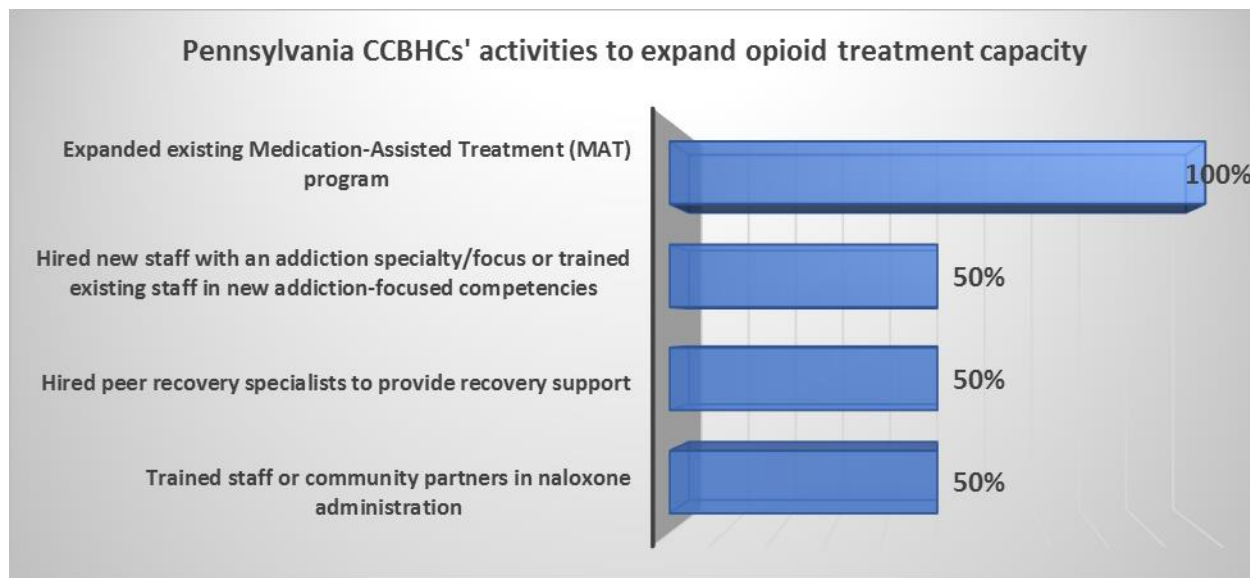 Pennsylvania CCBHCs' activities to expand opioid treatment capacity
Expanded existing Medication-Assisted Treatment (MAT)
program
100%
Hired new staff with an addiction specialty/focus or trained
existing staff in new addiction-focused competencies
50%
Hired peer recovery specialists to provide recovery support
50%
Trained staff or community partners in naloxone
administration
50%